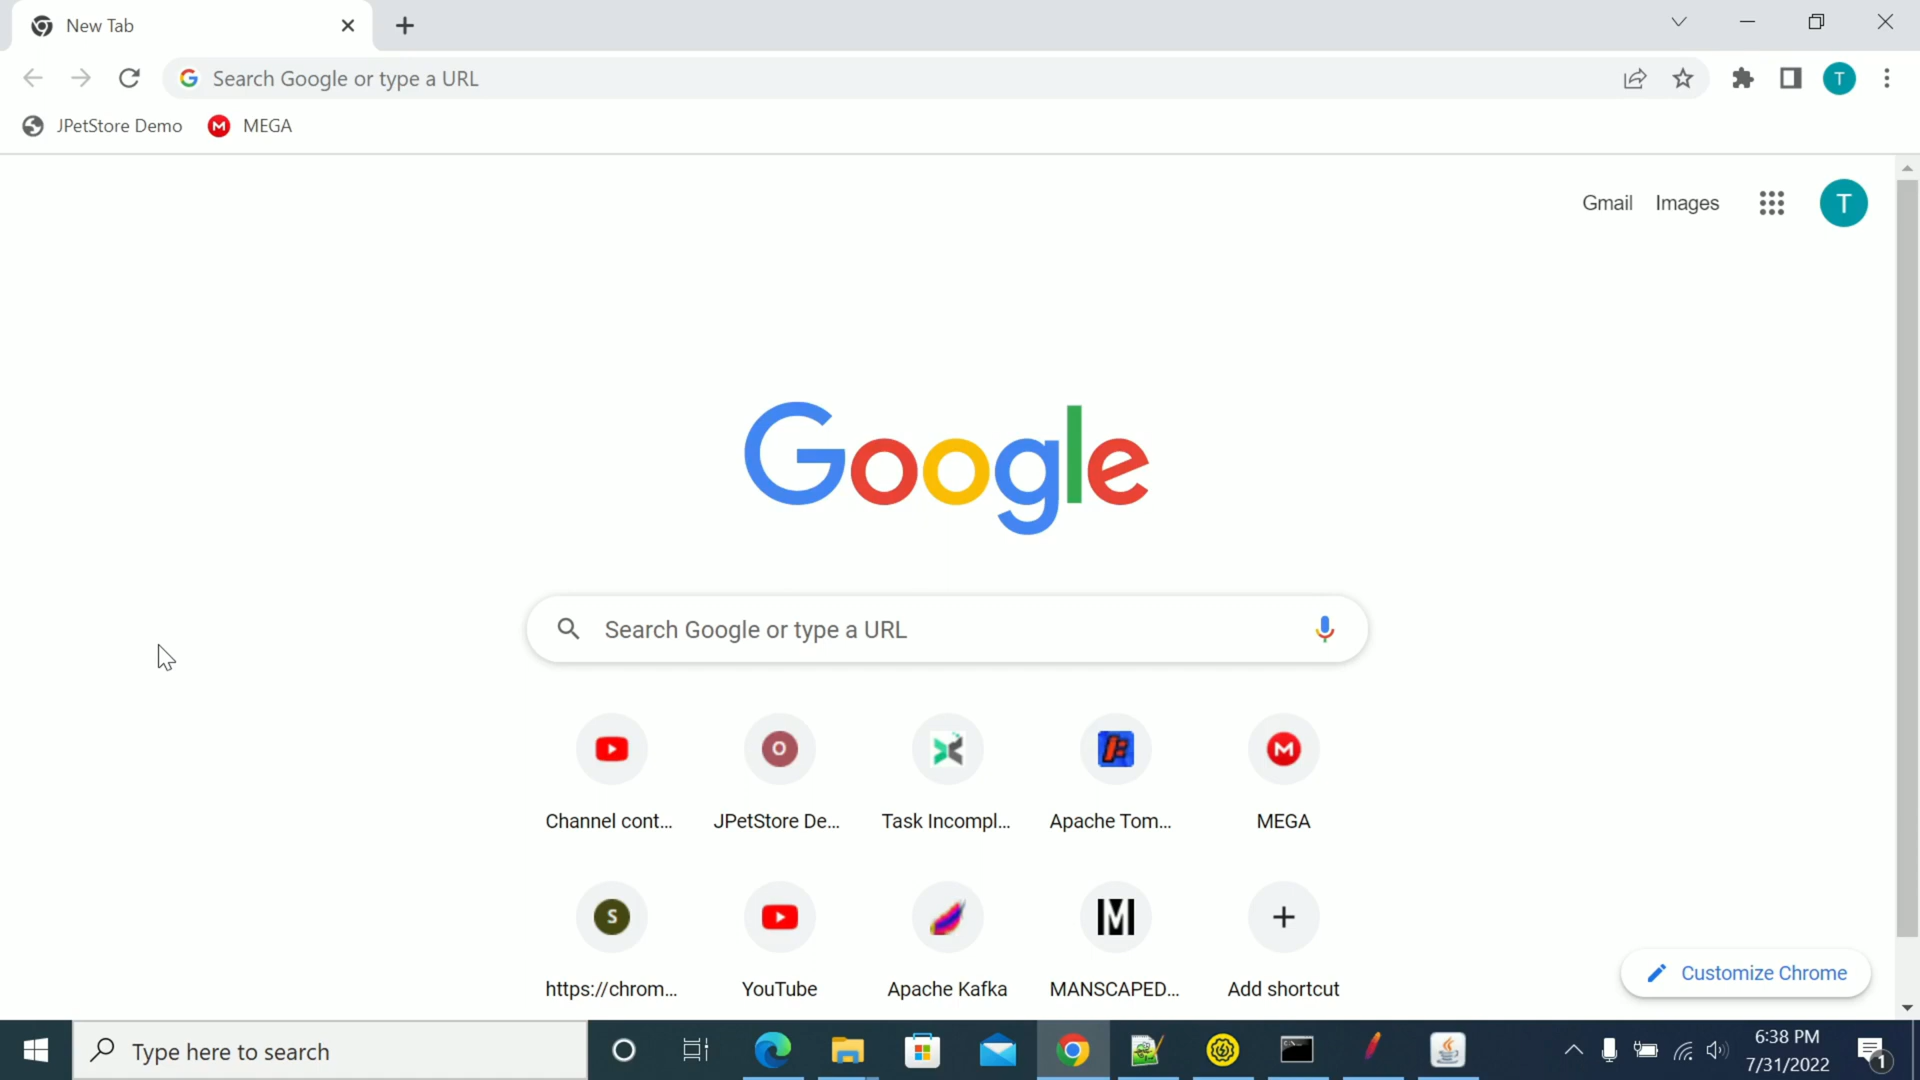 New Tab
Search Google or type a URL
T
JPetStore Demo
M
MEGA
Gmail
Images
T
Google
Search Google or type a URL
O
M
Channel cont...
JPetStore De...
Task Incompl...
Apache Tom...
MEGA
S
M
https://chrom...
YouTube
Apache Kafka
MANSCAPED...
Add shortcut
Customize Chrome
Type here to search
6:38 PM
7/31/2022
1